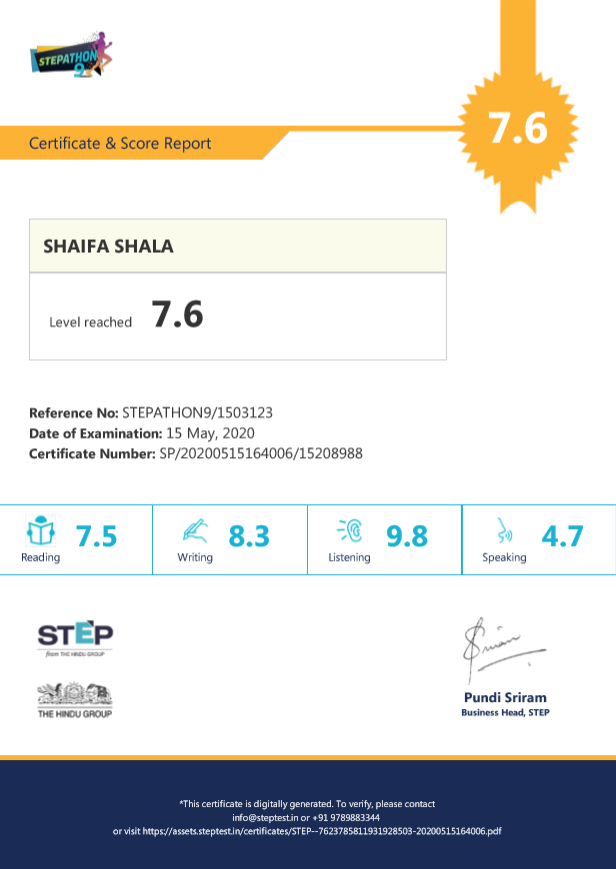 STEPATHON
9
7.6
Certificate & Score Report
SHAIFA SHALA
Level reached 7.6
Reference No: STEPATHON9/1503123
Date of Examination: 15 May, 2020
Certificate Number: SP/20200515164006/15208988
Reading 7.5
Writing 8.3
Listening 9.8
Speaking 4.7
STEP
from THE HINDU GROUP
THE HINDU GROUP
Pundi Sriram
Business Head, STEP
*This certificate is digitally generated. To verify, please contact
info@steptest.in or +91 9789883344
or visit https://assets.steptest.in/certificates/STEP--7623785811931928503-20200515164006.pdf